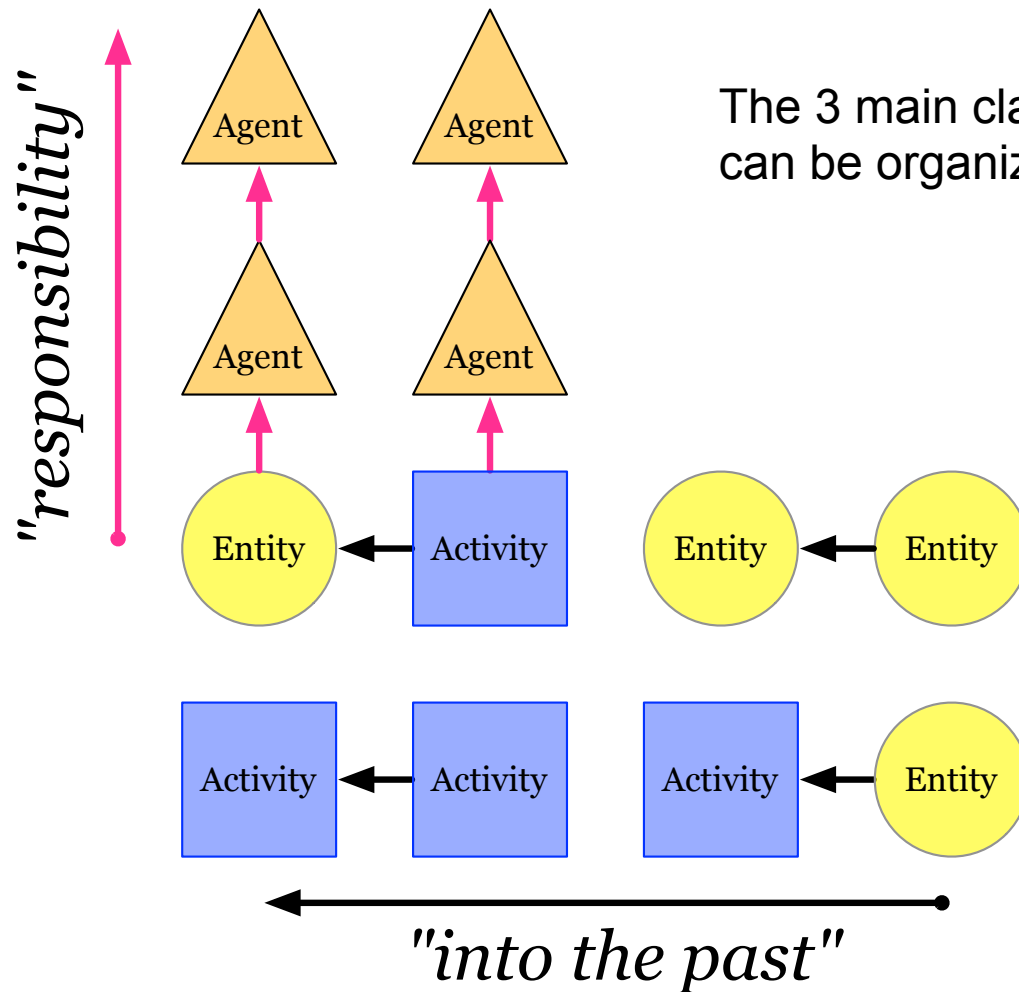 "responsibility"
Agent Agent
The 3 main cla
can be organiz
Agent Agent
Entity Activity Entity Entity
Activity Activity Activity Entity
"into the past"